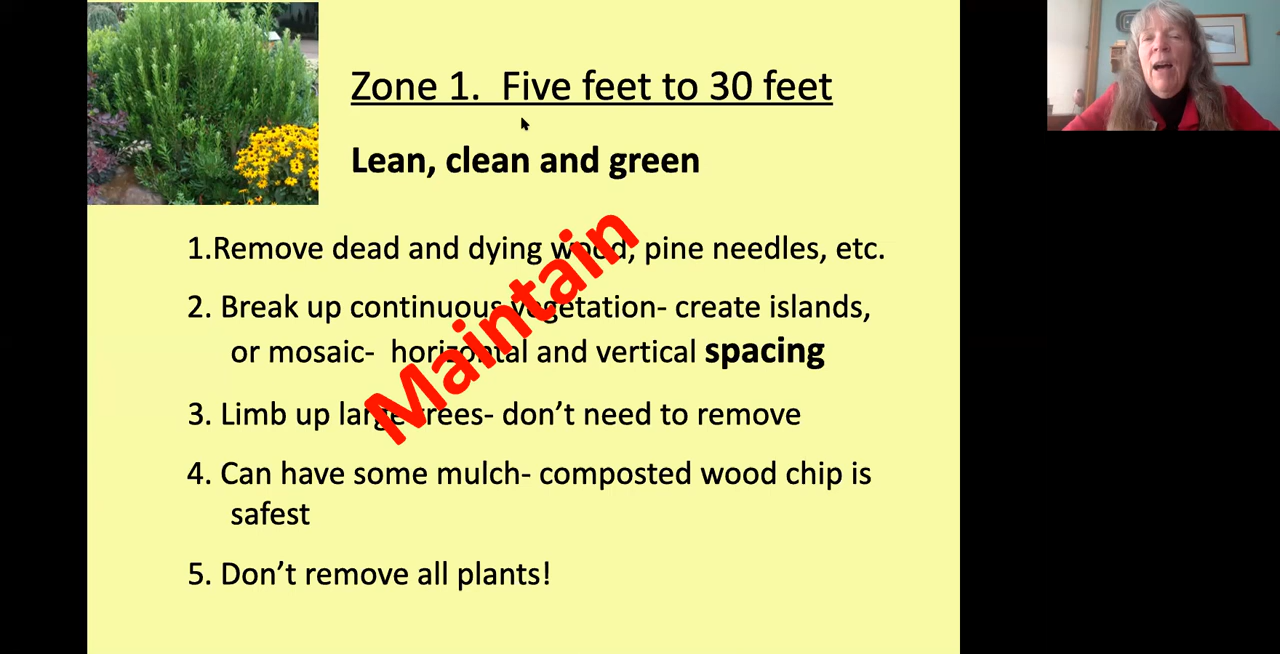 Zone 1.  Five feet to 30 feet
Lean, clean and green
1.Remove dead and dying wood, pine needles, etc.
2. Break up continuous vegetation- create islands,
or mosaic-  horizontal and vertical spacing
3. Limb up large trees- don’t need to remove
4. Can have some mulch- composted wood chip is
safest
5. Don’t remove all plants!
Maintain